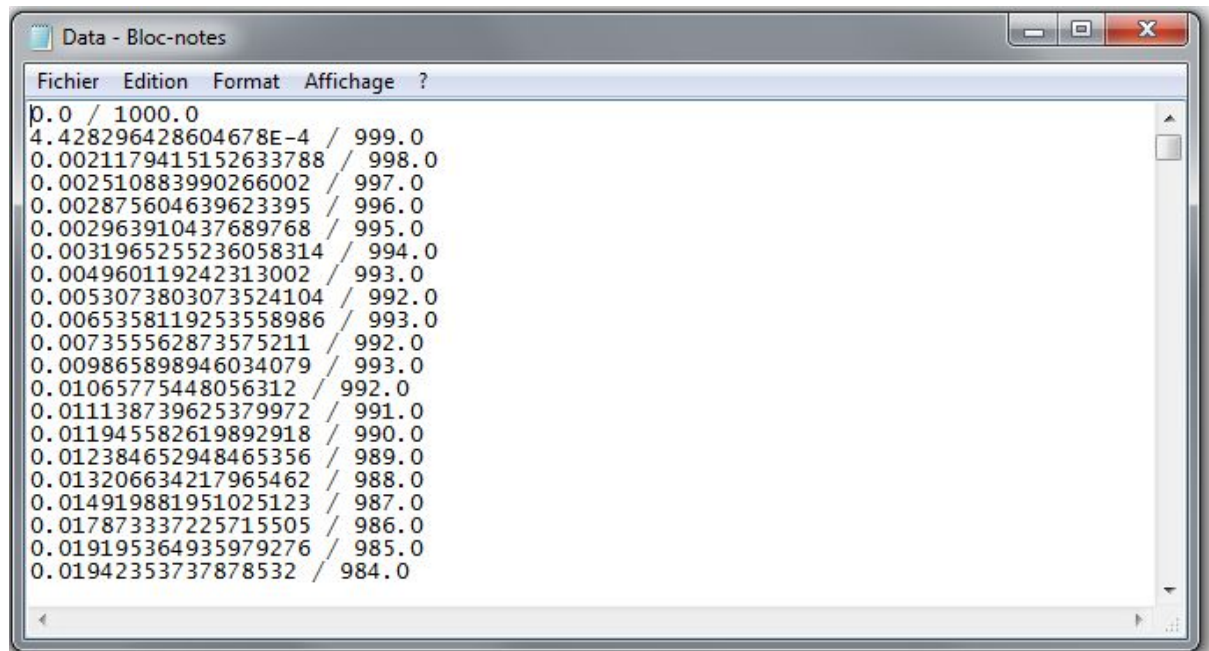 Data - Bloc-notes
Fichier Edition Format Affichage ?
0.0 / 1000.0
4.428296428604678E-4 / 999.0
0.0021179415152633788 / 998.0
0.002510883990266002 / 997.0
0.002875604639623395 / 996.0
0.002963910437689768 / 995.0
0.0031965255236058314 / 994.0
0.004960119242313002 / 993.0
0.0053073803073524104 / 992.0
0.0065358119253558986 / 993.0
0.007355562873575211 / 992.0
0.009865898946034079 / 993.0
0.01065775448056312 / 992.0
0.011138739625379972 / 991.0
0.011945582619892918 / 990.0
0.012384652948465356 / 989.0
0.013206634217965462 / 988.0
0.014919881951025123 / 987.0
0.017873337225715505 / 986.0
0.019195364935979276 / 985.0
0.01942353737878532 / 984.0